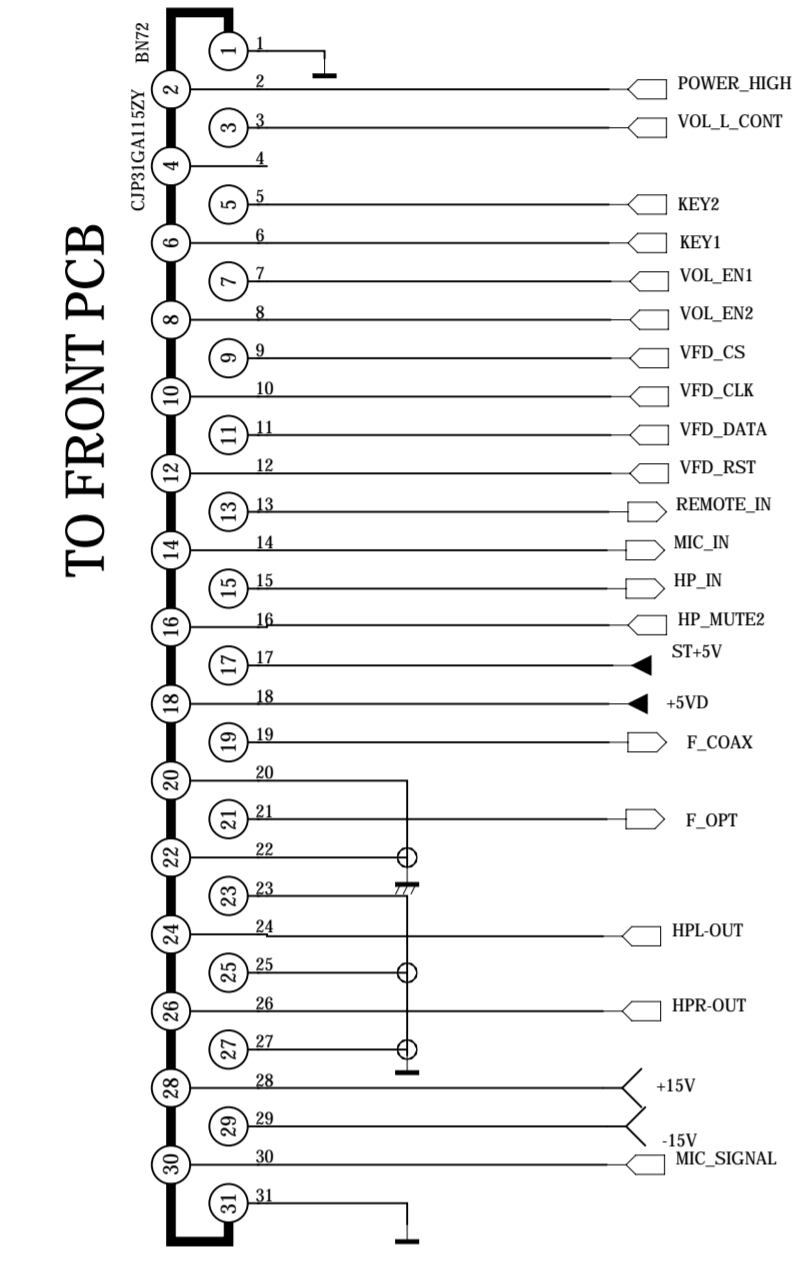 TO FRONT PCB
BN72
CJP31GA115ZY
1 1
2 2 POWER_HIGH
3 3 VOL_L_CONT
4 4
5 5 KEY2
6 6 KEY1
7 7 VOL_EN1
8 8 VOL_EN2
9 9 VFD_CS
10 10 VFD_CLK
11 11 VFD_DATA
12 12 VFD_RST
13 13 REMOTE_IN
14 14 MIC_IN
15 15 HP_IN
16 16 HP_MUTE2
17 17 ST+5V
18 18 +5VD
19 19 F_COAX
20 20
21 21 F_OPT
22 22
23 23
24 24 HPL-OUT
25 25
26 26 HPR-OUT
27 27
28 28 +15V
29 29 -15V
30 30 MIC_SIGNAL
31 31